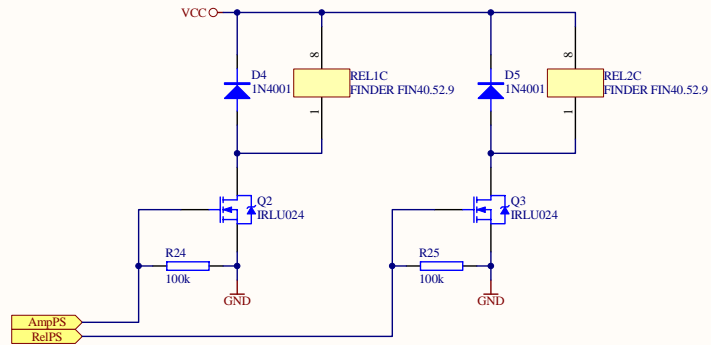 VCC
8
8
D4
1N4001
REL1C
FINDER FIN40.52.9
D5
1N4001
REL2C
FINDER FIN40.52.9
1
1
Q2
IRLU024
Q3
IRLU024
R24
100k
R25
100k
GND
GND
AmpPS
RelPS